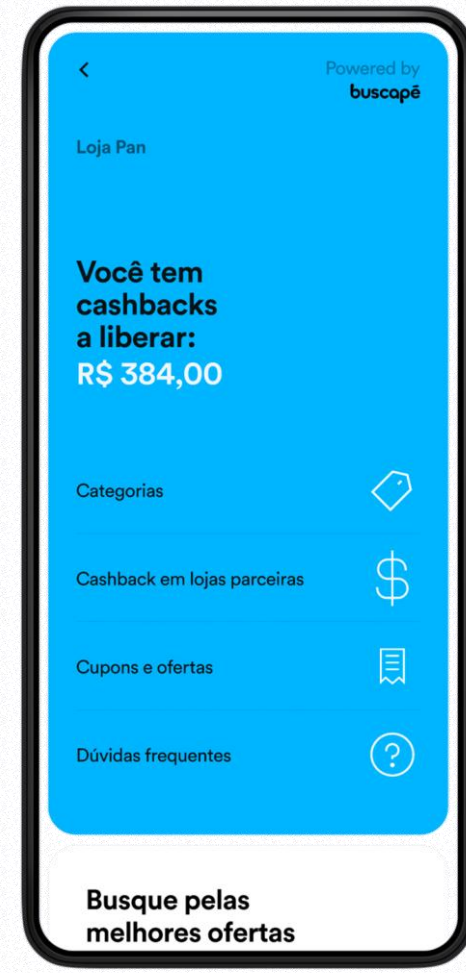 Powered by
buscapé
Loja Pan
Você tem
cashbacks
a liberar:
R$ 384,00
Categorias
Cashback em lojas parceiras
Cupons e ofertas
Dúvidas frequentes
Busque pelas
melhores ofertas